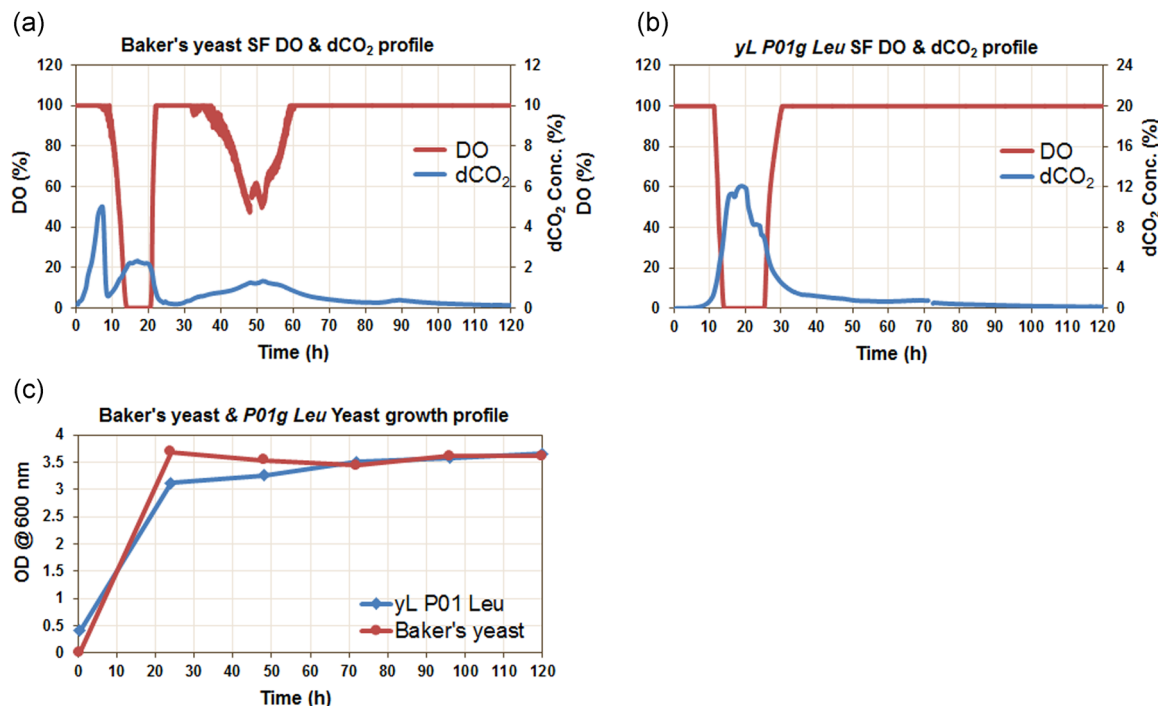 (a)
Baker's yeast SF DO & dCO₂ profile
120
100
80
60
40
20
0
DO (%)
12
10
8
6
4
2
0
dCO₂ Conc. (%)
DO
dCO₂
0 10 20 30 40 50 60 70 80 90 100 110 120
Time (h)
(b)
yL P01g Leu SF DO & dCO₂ profile
120
100
80
60
40
20
0
DO (%)
24
20
16
12
8
4
0
dCO₂ Conc. (%)
DO
dCO₂
0 10 20 30 40 50 60 70 80 90 100 110 120
Time (h)
(c)
Baker's yeast & P01g Leu Yeast growth profile
4
3.5
3
2.5
2
1.5
1
0.5
0
OD @600 nm
yL P01 Leu
Baker's yeast
0 10 20 30 40 50 60 70 80 90 100 110 120
Time (h)